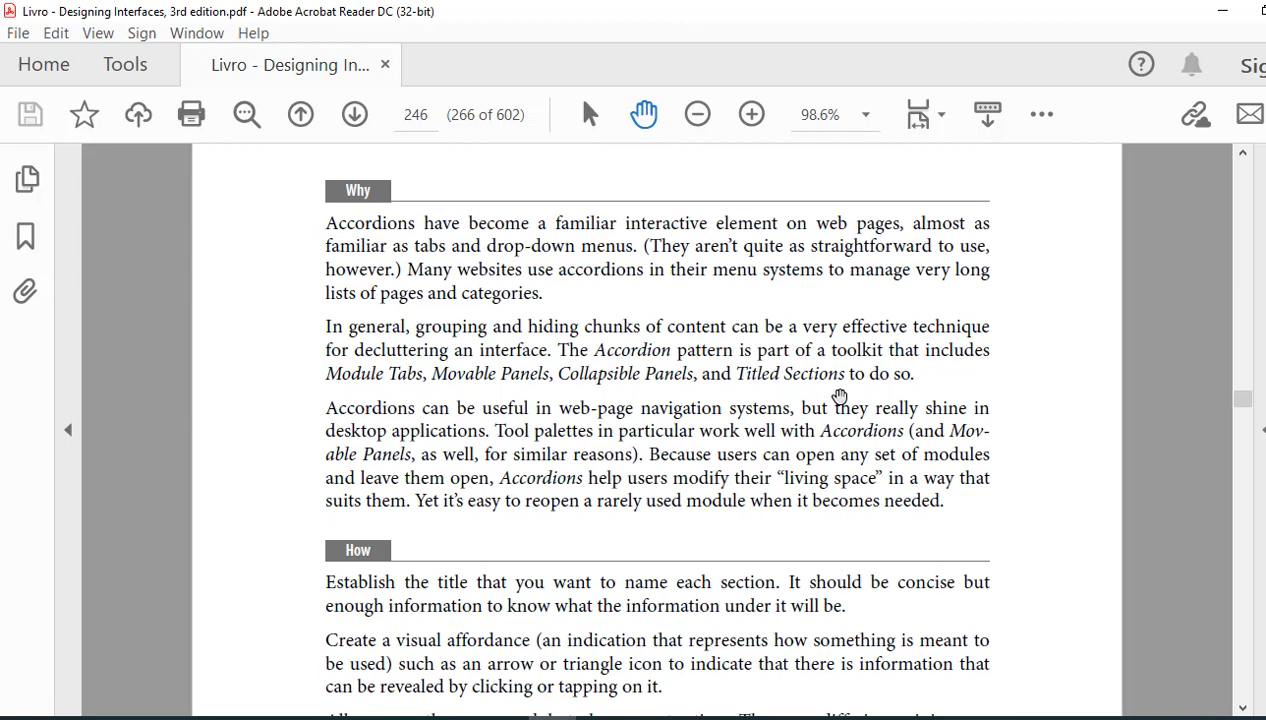 Livro - Designing Interfaces, 3rd edition.pdf - Adobe Acrobat Reader DC (32-bit)
File Edit View Sign Window Help
Home Tools Livro - Designing In... ×
246 (266 of 602) 98.6%
Why
Accordions have become a familiar interactive element on web pages, almost as
familiar as tabs and drop-down menus. (They aren’t quite as straightforward to use,
however.) Many websites use accordions in their menu systems to manage very long
lists of pages and categories.
In general, grouping and hiding chunks of content can be a very effective technique
for decluttering an interface. The Accordion pattern is part of a toolkit that includes
Module Tabs, Movable Panels, Collapsible Panels, and Titled Sections to do so.
Accordions can be useful in web-page navigation systems, but they really shine in
desktop applications. Tool palettes in particular work well with Accordions (and Mov-
able Panels, as well, for similar reasons). Because users can open any set of modules
and leave them open, Accordions help users modify their “living space” in a way that
suits them. Yet it’s easy to reopen a rarely used module when it becomes needed.
How
Establish the title that you want to name each section. It should be concise but
enough information to know what the information under it will be.
Create a visual affordance (an indication that represents how something is meant to
be used) such as an arrow or triangle icon to indicate that there is information that
can be revealed by clicking or tapping on it.